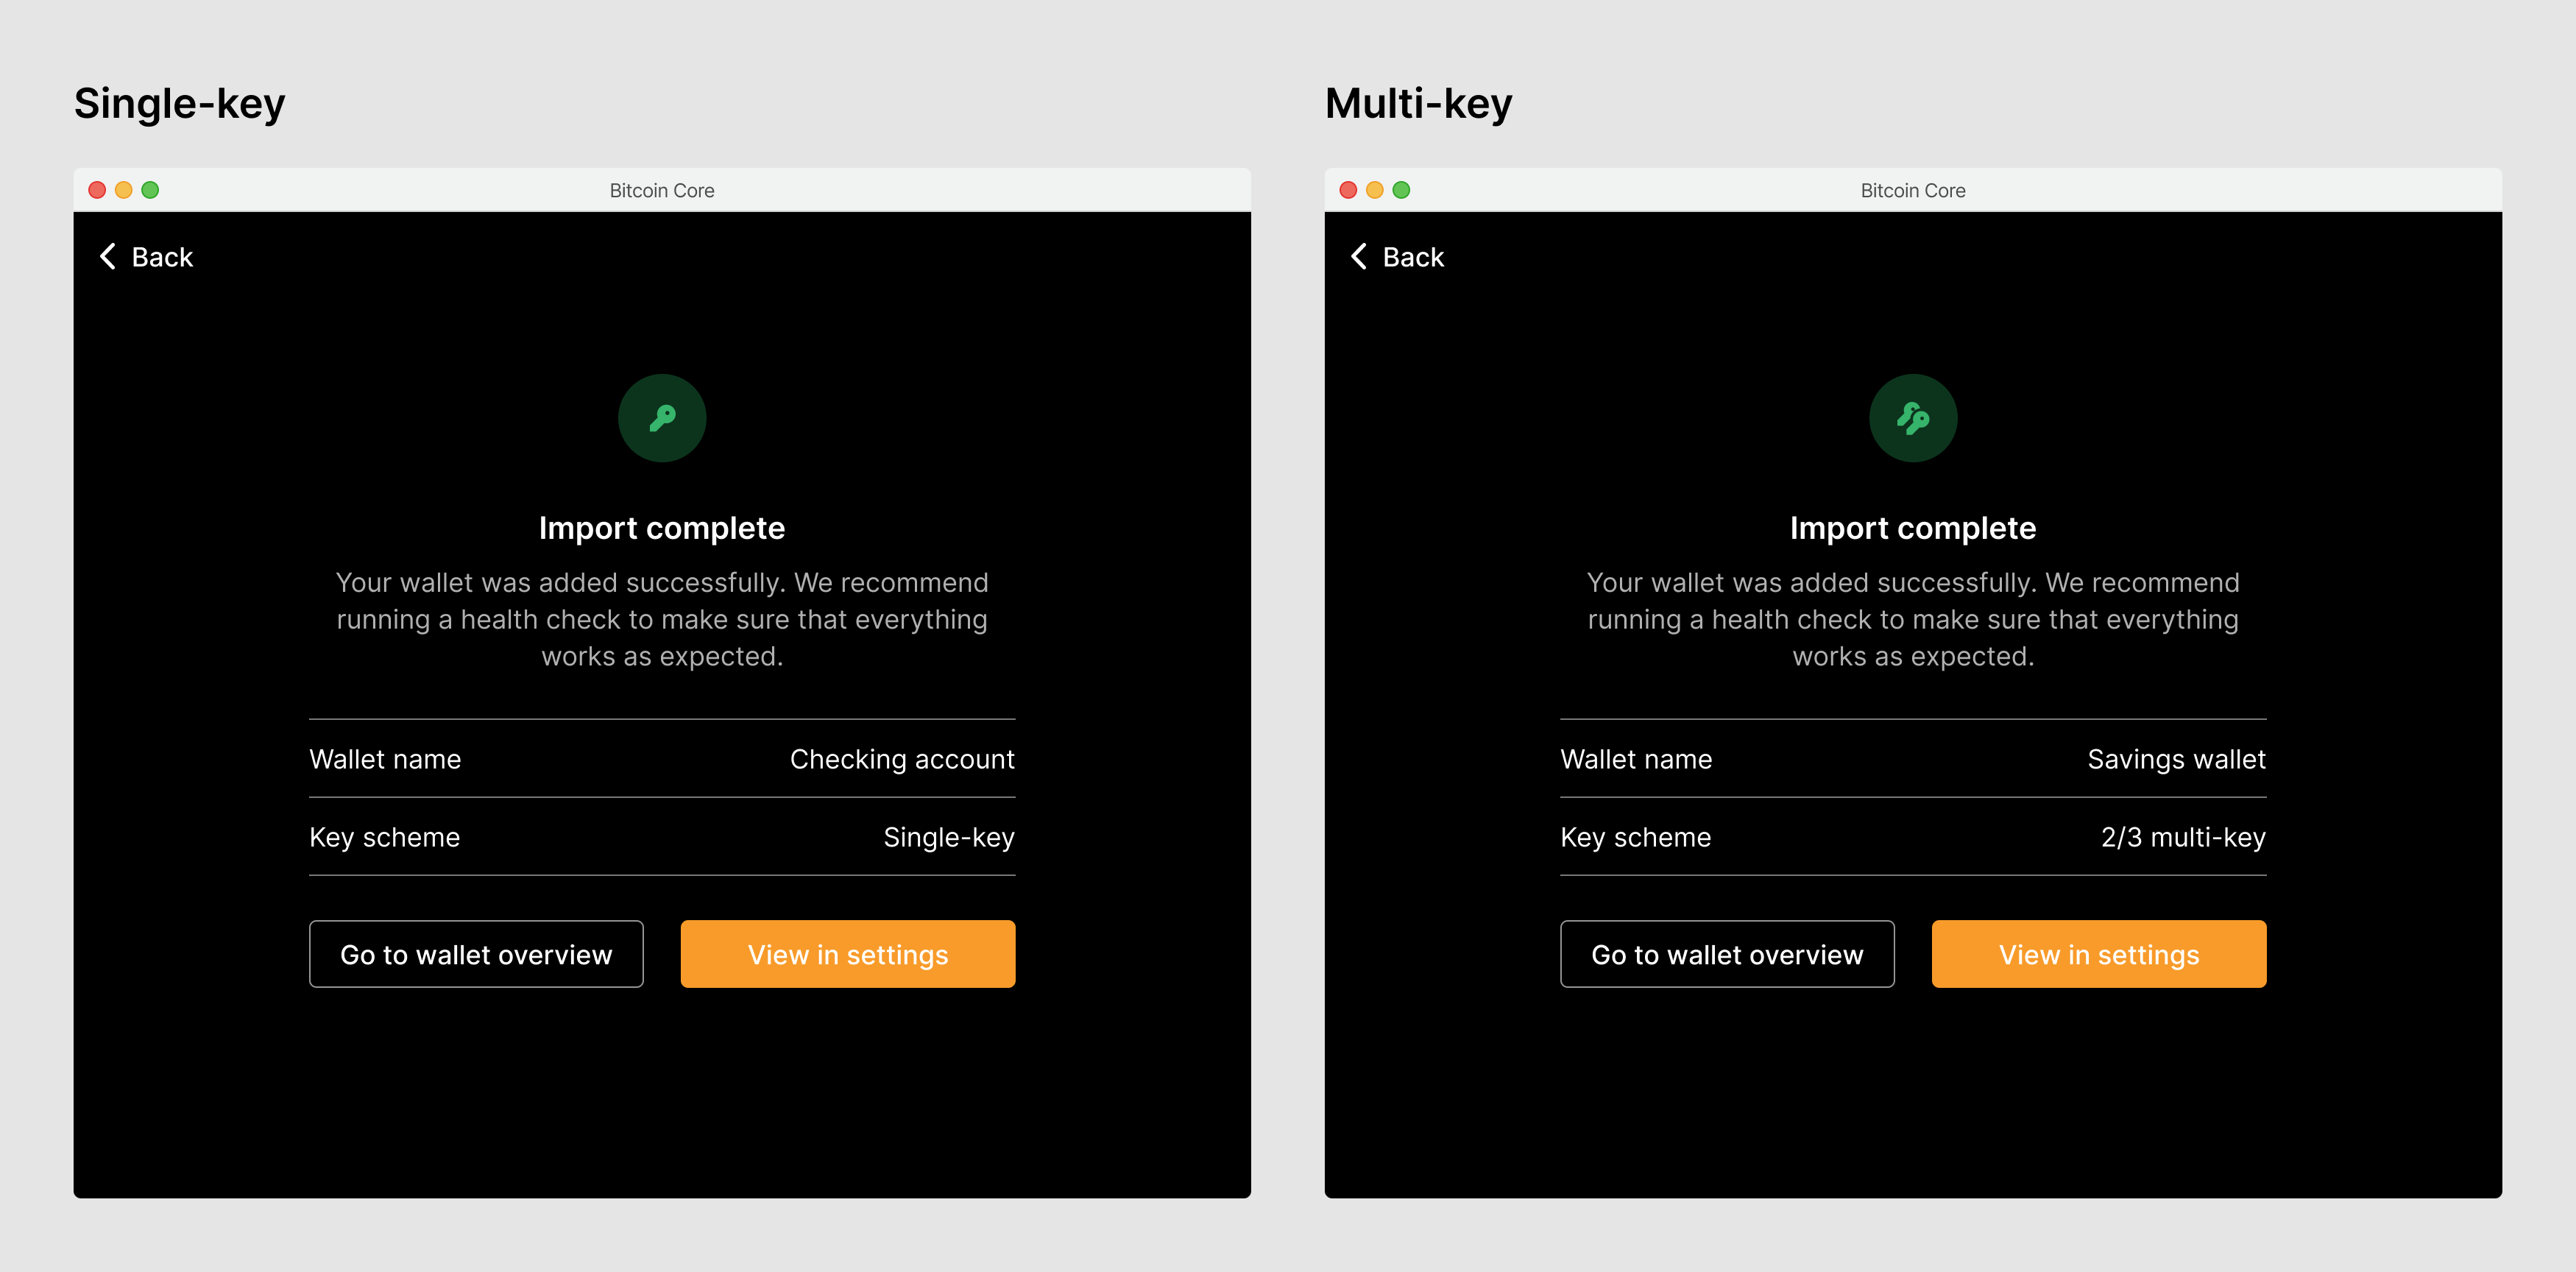 Single-key
Bitcoin Core
Back
Import complete
Your wallet was added successfully. We recommend
running a health check to make sure that everything
works as expected.
Wallet name Checking account
Key scheme Single-key
Go to wallet overview View in settings
Multi-key
Bitcoin Core
Back
Import complete
Your wallet was added successfully. We recommend
running a health check to make sure that everything
works as expected.
Wallet name Savings wallet
Key scheme 2/3 multi-key
Go to wallet overview View in settings